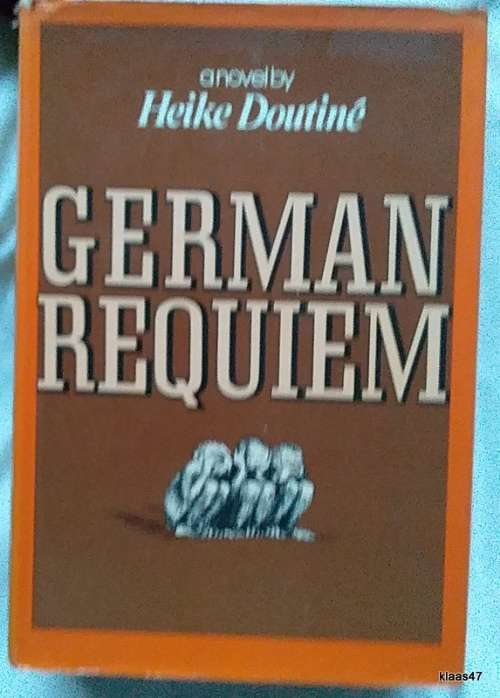 a novel by
Heike Doutiné
GERMAN
REQUIEM
klaas47